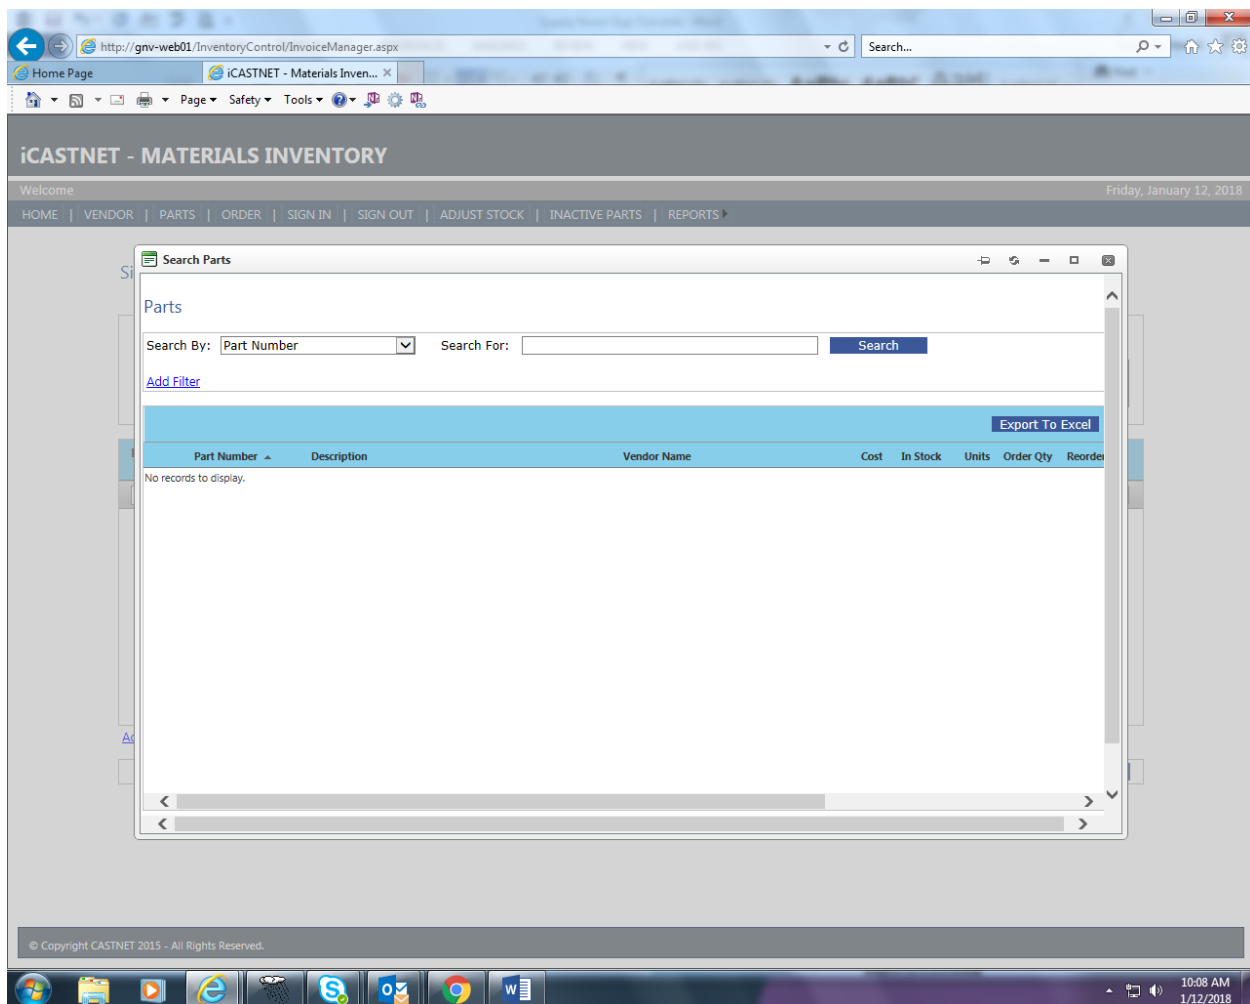 http://gnv-web01/InventoryControl/InvoiceManager.aspx
Search...
Home Page
iCASTNET - Materials Inven...
Page Safety Tools
iCASTNET - MATERIALS INVENTORY
Welcome
Friday, January 12, 2018
HOME | VENDOR | PARTS | ORDER | SIGN IN | SIGN OUT | ADJUST STOCK | INACTIVE PARTS | REPORTS
Search Parts
Si
Parts
Search By: Part Number Search For: Search
Add Filter
Export To Excel
Part Number Description Vendor Name Cost In Stock Units Order Qty Reorder
No records to display.
© Copyright CASTNET 2015 - All Rights Reserved.
10:08 AM
1/12/2018